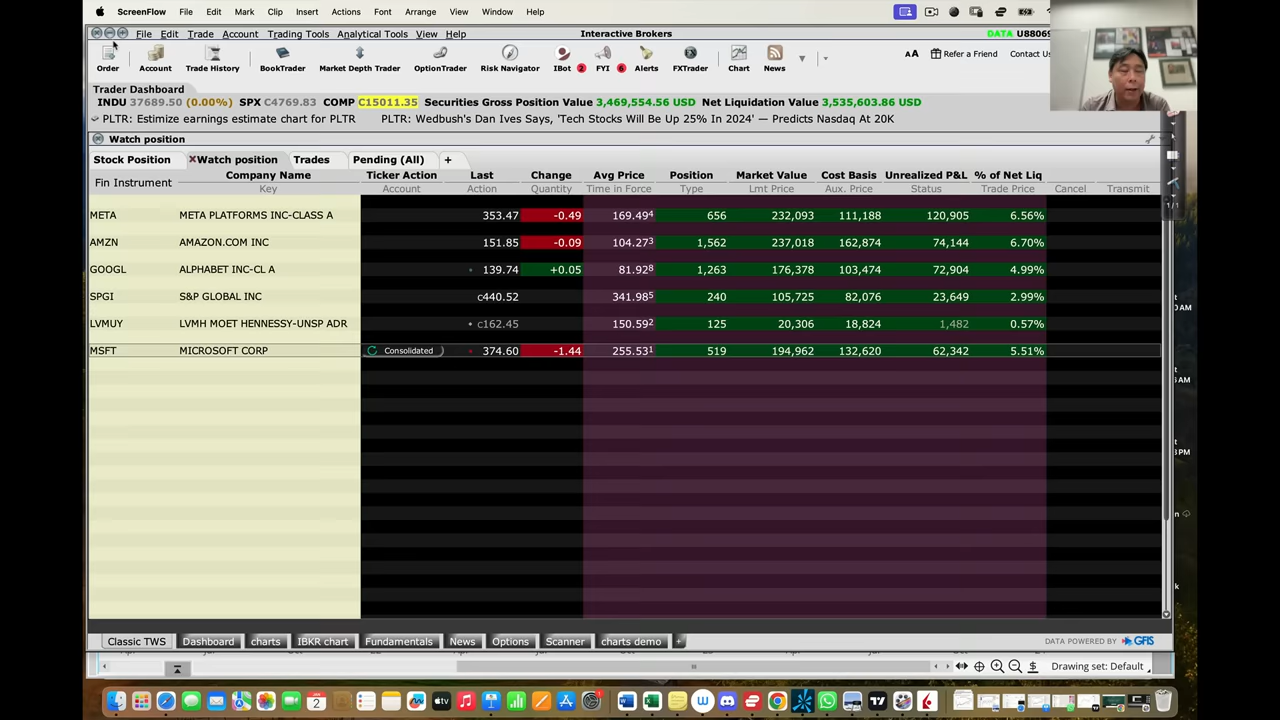 ScreenFlow File Edit Mark Clip Insert Actions Font Arrange View Window Help
File Edit Trade Account Trading Tools Analytical Tools View Help Interactive Brokers DATA U88069
Order Account Trade History BookTrader Market Depth Trader OptionTrader Risk Navigator IBot 2 FYI 6 Alerts FXTrader Chart News AA Refer a Friend Contact Us
Trader Dashboard
INDU 37689.50 (0.00%) SPX C4769.83 COMP C15011.35 Securities Gross Position Value 3,469,554.56 USD Net Liquidation Value 3,535,603.86 USD
PLTR: Estimize earnings estimate chart for PLTR PLTR: Wedbush's Dan Ives Says, 'Tech Stocks Will Be Up 25% In 2024' — Predicts Nasdaq At 20K
Watch position
Stock Position Watch position Trades Pending (All) +
Fin Instrument Company Name Ticker Action Last Change Avg Price Position Market Value Cost Basis Unrealized P&L % of Net Liq
Key Account Action Quantity Time in Force Type Lmt Price Aux. Price Status Trade Price Cancel Transmit
META META PLATFORMS INC-CLASS A 353.47 -0.49 169.49⁴ 656 232,093 111,188 120,905 6.56%
AMZN AMAZON.COM INC 151.85 -0.09 104.27³ 1,562 237,018 162,874 74,144 6.70%
GOOGL ALPHABET INC-CL A 139.74 +0.05 81.92⁸ 1,263 176,378 103,474 72,904 4.99%
SPGI S&P GLOBAL INC c440.52 341.98⁵ 240 105,725 82,076 23,649 2.99%
LVMUY LVMH MOET HENNESSY-UNSP ADR c162.45 150.59² 125 20,306 18,824 1,482 0.57%
MSFT MICROSOFT CORP Consolidated 374.60 -1.44 255.53¹ 519 194,962 132,620 62,342 5.51%
Classic TWS Dashboard charts IBKR chart Fundamentals News Options Scanner charts demo + DATA POWERED BY GFIS
Drawing set: Default